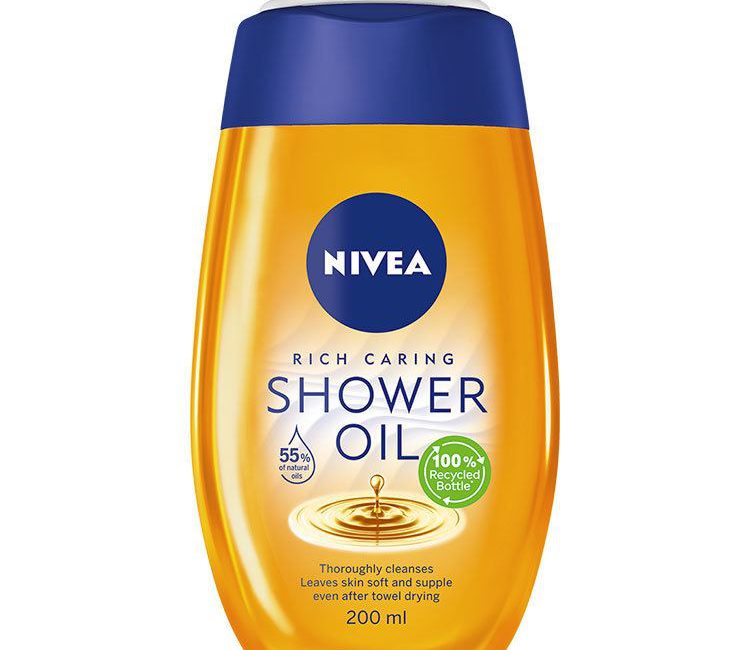 NIVEA
RICH CARING
SHOWER
OIL
55%
of natural
oils
100%
Recycled
Bottle*
Thoroughly cleanses
Leaves skin soft and supple
even after towel drying
200 ml